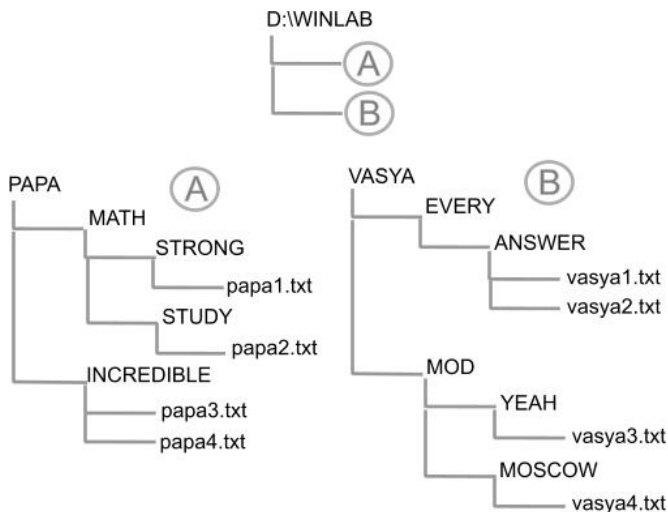 D:\WINLAB
A
B
PAPA
A
MATH
STRONG
papa1.txt
STUDY
papa2.txt
INCREDIBLE
papa3.txt
papa4.txt
VASYA
B
EVERY
ANSWER
vasya1.txt
vasya2.txt
MOD
YEAH
vasya3.txt
MOSCOW
vasya4.txt